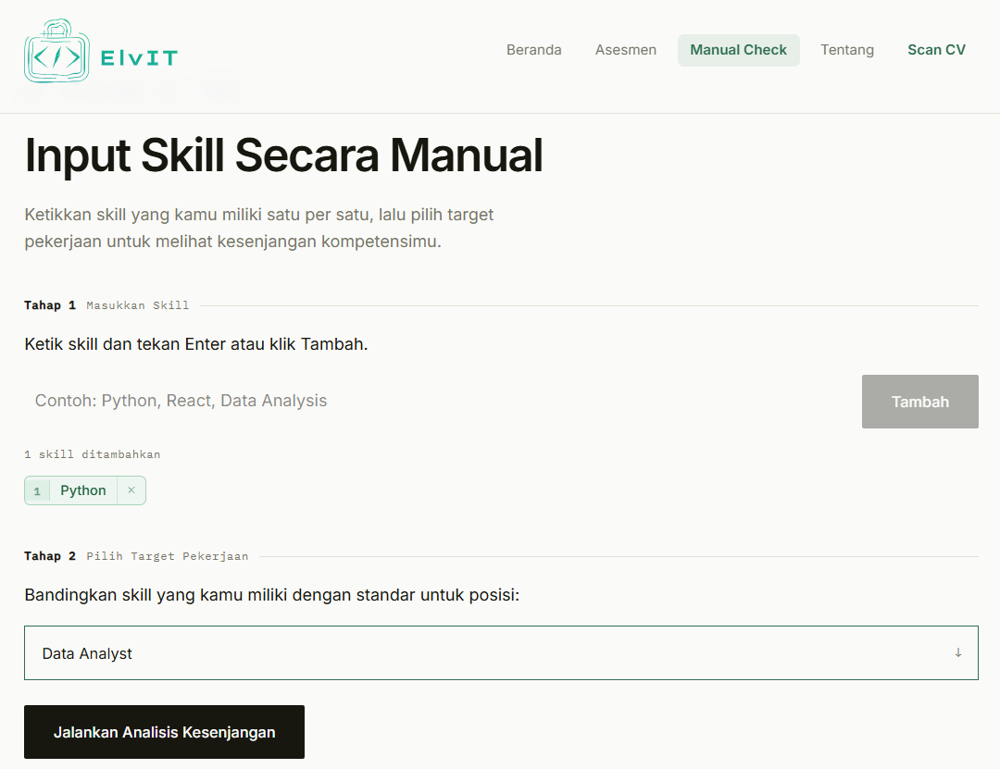 </> ElvIT
Beranda Asesmen Manual Check Tentang Scan CV
Input Skill Secara Manual
Ketikkan skill yang kamu miliki satu per satu, lalu pilih target
pekerjaan untuk melihat kesenjangan kompetensimu.
Tahap 1 Masukkan Skill
Ketik skill dan tekan Enter atau klik Tambah.
Contoh: Python, React, Data Analysis
Tambah
1 skill ditambahkan
1 Python ×
Tahap 2 Pilih Target Pekerjaan
Bandingkan skill yang kamu miliki dengan standar untuk posisi:
Data Analyst ↓
Jalankan Analisis Kesenjangan